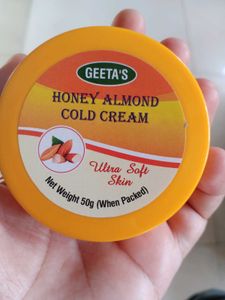 GEETA'S
HONEY ALMOND
COLD CREAM
Ultra Soft
Skin
Net Weight 50g (When Packed)